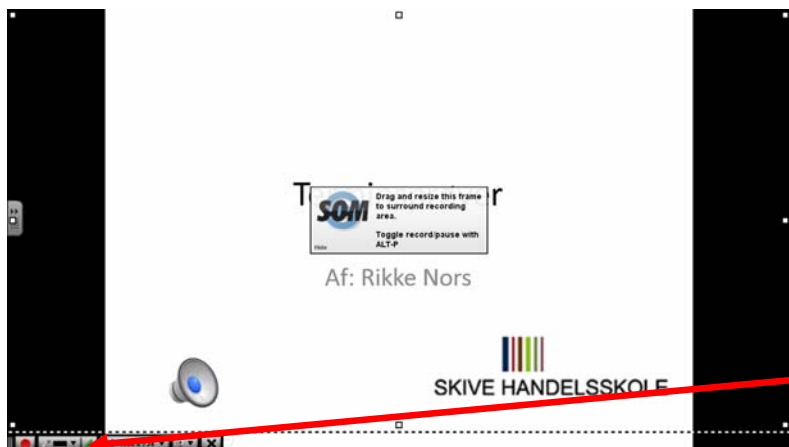 SOM
Drag and resize this frame
to surround recording
area.
Toggle record/pause with
ALT-P
Hide
Af: Rikke Nors
SKIVE HANDELSSKOLE